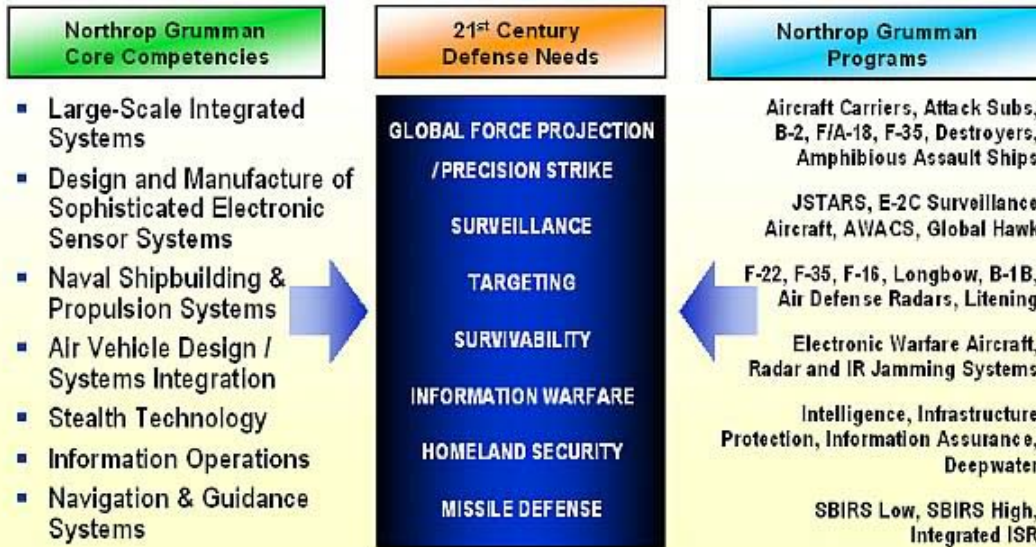 Northrop Grumman
Core Competencies
Large-Scale Integrated
Systems
Design and Manufacture of
Sophisticated Electronic
Sensor Systems
Naval Shipbuilding &
Propulsion Systems
Air Vehicle Design /
Systems Integration
Stealth Technology
Information Operations
Navigation & Guidance
Systems
21st Century
Defense Needs
GLOBAL FORCE PROJECTION
/PRECISION STRIKE
SURVEILLANCE
TARGETING
SURVIVABILITY
INFORMATION WARFARE
HOMELAND SECURITY
MISSILE DEFENSE
Northrop Grumman
Programs
Aircraft Carriers, Attack Subs,
B-2, F/A-18, F-35, Destroyers,
Amphibious Assault Ships
JSTARS, E-2C Surveillance
Aircraft, AWACS, Global Hawk
F-22, F-35, F-16, Longbow, B-1B,
Air Defense Radars, Litening
Electronic Warfare Aircraft,
Radar and IR Jamming Systems
Intelligence, Infrastructure
Protection, Information Assurance,
Deepwater
SBIRS Low, SBIRS High,
Integrated ISR